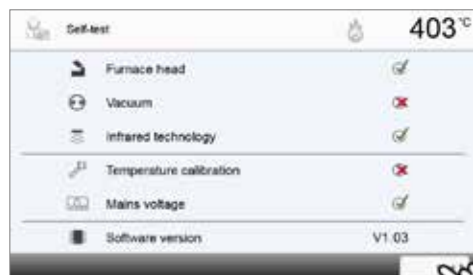 Self-test 403°C
Furnace head
Vacuum
Infrared technology
Temperature calibration
Mains voltage
Software version V1.03